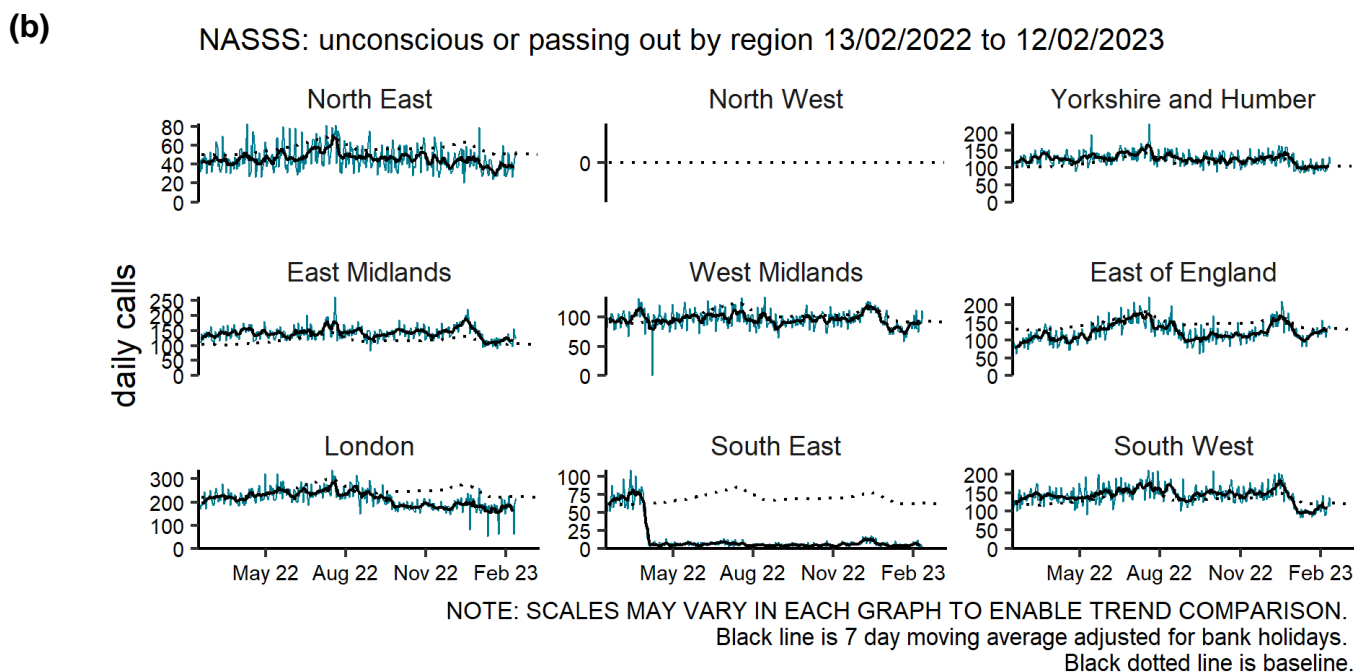 (b)
NASSS: unconscious or passing out by region 13/02/2022 to 12/02/2023
North East
North West
Yorkshire and Humber
80
60
40
20
0
0
200
150
100
50
0
East Midlands
West Midlands
East of England
daily calls
250
200
150
100
50
0
100
50
0
200
150
100
50
0
London
South East
South West
300
200
100
0
100
75
50
25
0
200
150
100
50
0
May 22 Aug 22 Nov 22 Feb 23
May 22 Aug 22 Nov 22 Feb 23
May 22 Aug 22 Nov 22 Feb 23
NOTE: SCALES MAY VARY IN EACH GRAPH TO ENABLE TREND COMPARISON.
Black line is 7 day moving average adjusted for bank holidays.
Black dotted line is baseline.